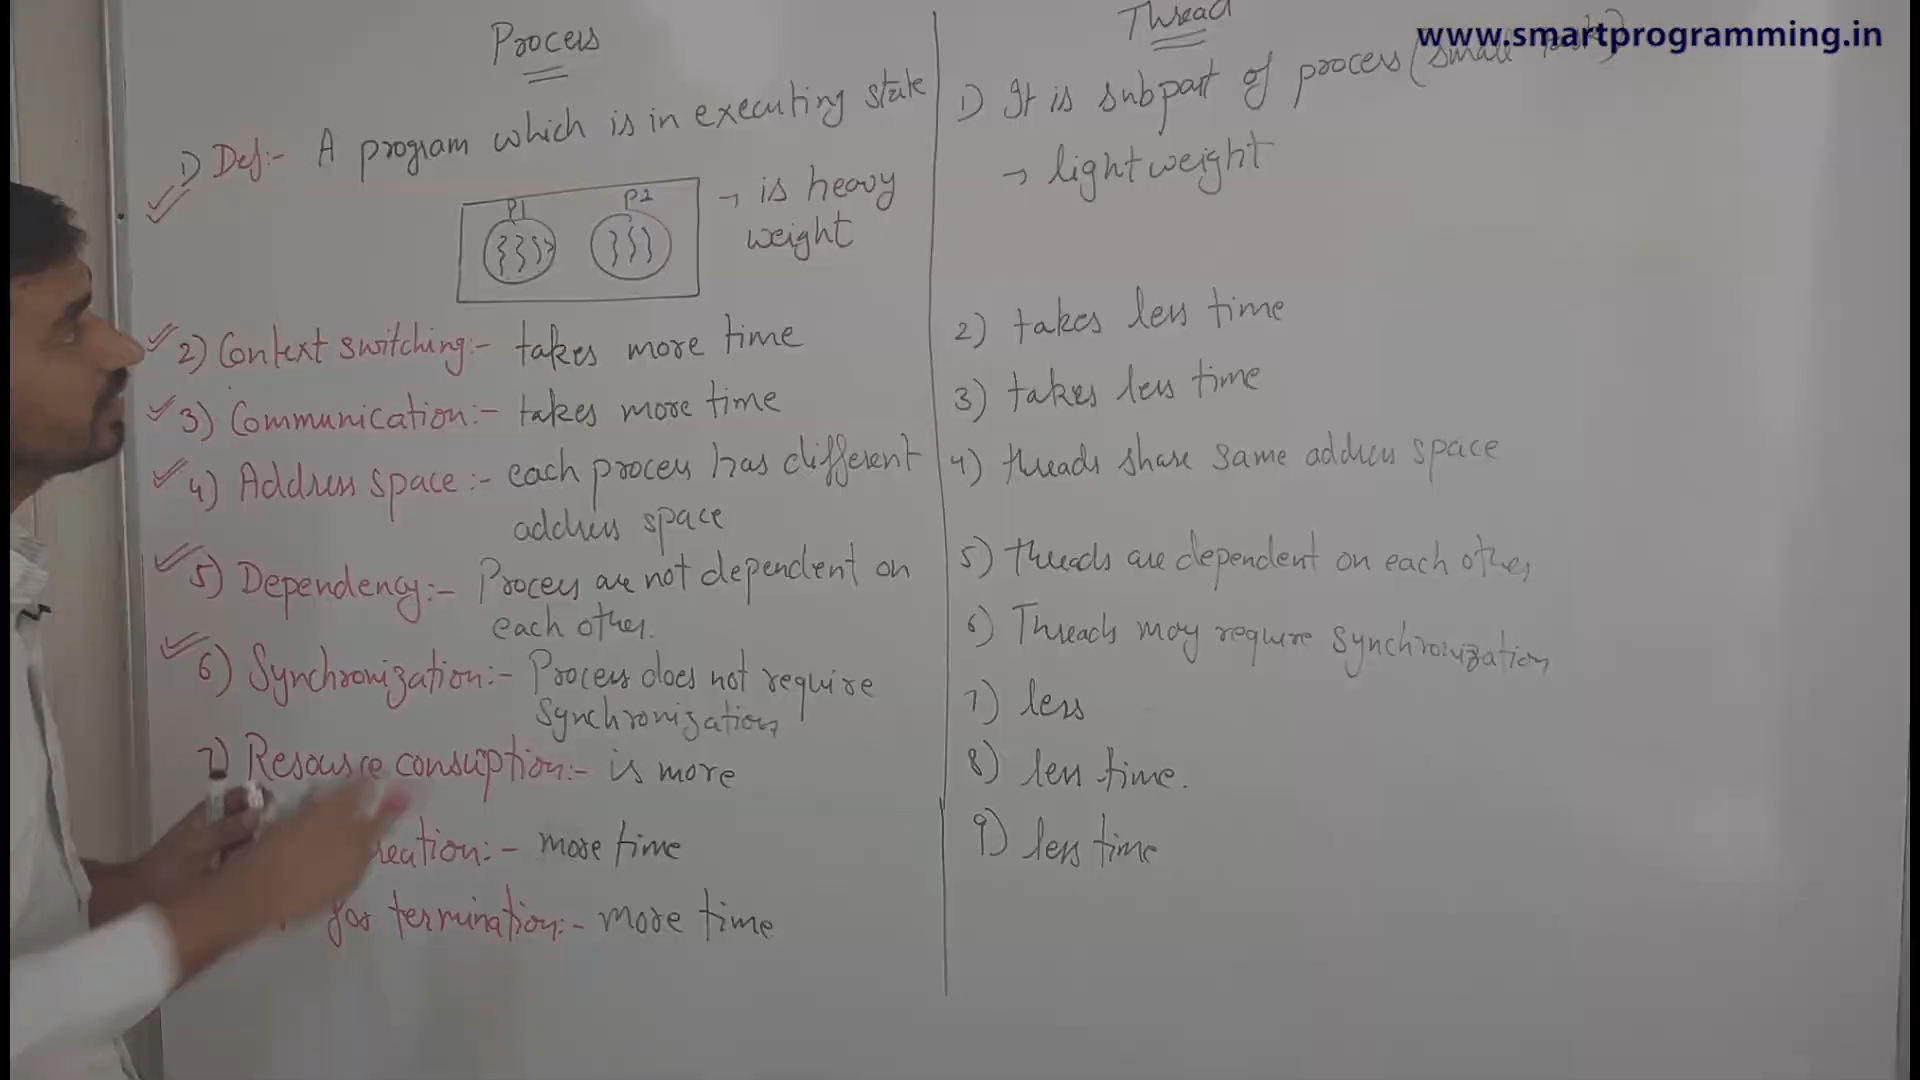 www.smartprogramming.in
Process
1) Def:- A program which is in executing state
P1 P2
→ is heavy
weight
2) Context switching:- takes more time
3) Communication:- takes more time
4) Address space:- each process has different
address space
5) Dependency:- Process are not dependent on
each other.
6) Synchronization:- Process does not require
Synchronization
7) Resource consuption:- is more
reation:- more time
for termination:- more time
Thread
1) It is subpart of process (small
→ lightweight
2) takes less time
3) takes less time
4) threads share same address space
5) threads are dependent on each other
6) Threads may require synchronization
7) less
8) less time.
9) less time